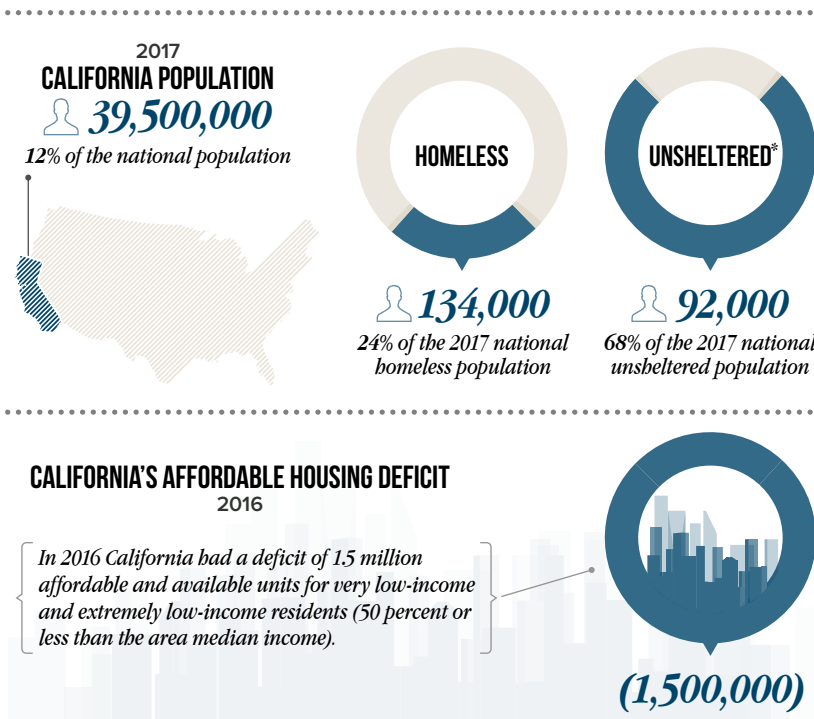 2017
CALIFORNIA POPULATION
39,500,000
12% of the national population
HOMELESS
134,000
24% of the 2017 national
homeless population
UNSHELTERED*
92,000
68% of the 2017 national
unsheltered population
CALIFORNIA'S AFFORDABLE HOUSING DEFICIT
2016
In 2016 California had a deficit of 1.5 million
affordable and available units for very low-income
and extremely low-income residents (50 percent or
less than the area median income).
(1,500,000)